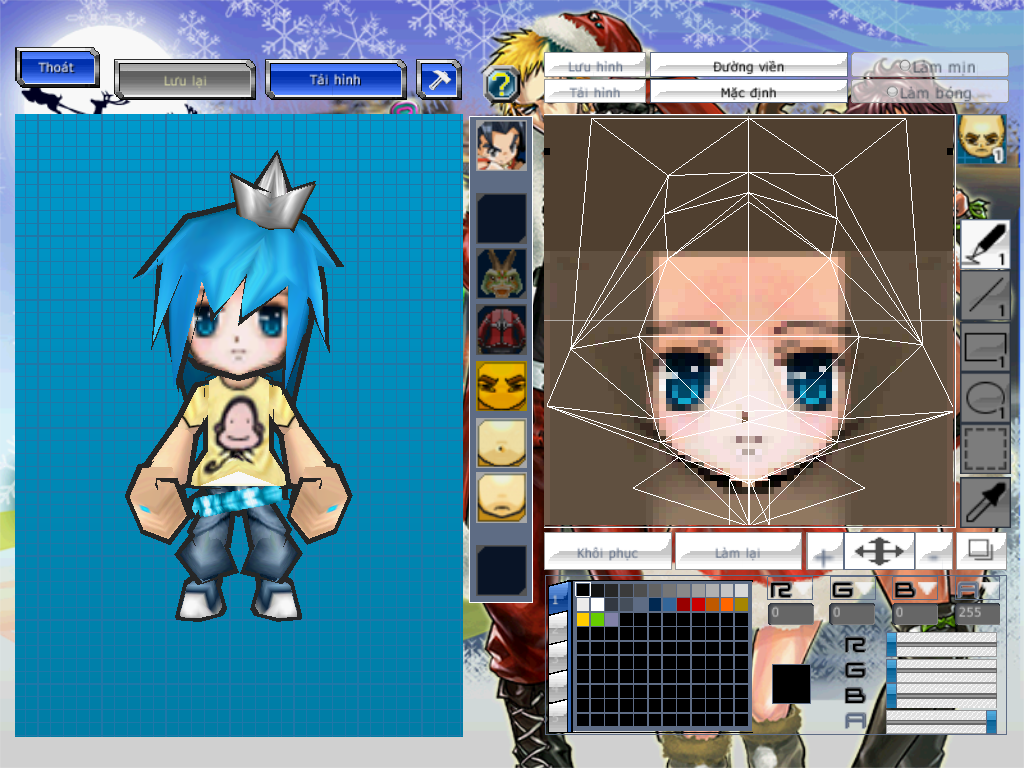 Thoát
Lưu lại
Tải hình
?
Lưu hình
Đường viền
Làm mịn
Tải hình
Mặc định
Làm bóng
1
1
1
1
1
Khôi phục
Làm lại
+
-
1
R
G
B
A
0
0
0
255
R
G
B
A